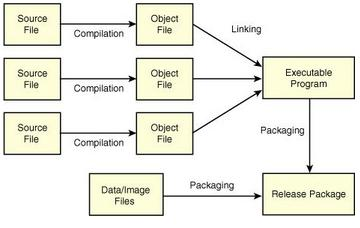 Source
File
Compilation
Object
File
Linking
Source
File
Compilation
Object
File
Executable
Program
Source
File
Compilation
Object
File
Packaging
Data/Image
Files
Packaging
Release Package